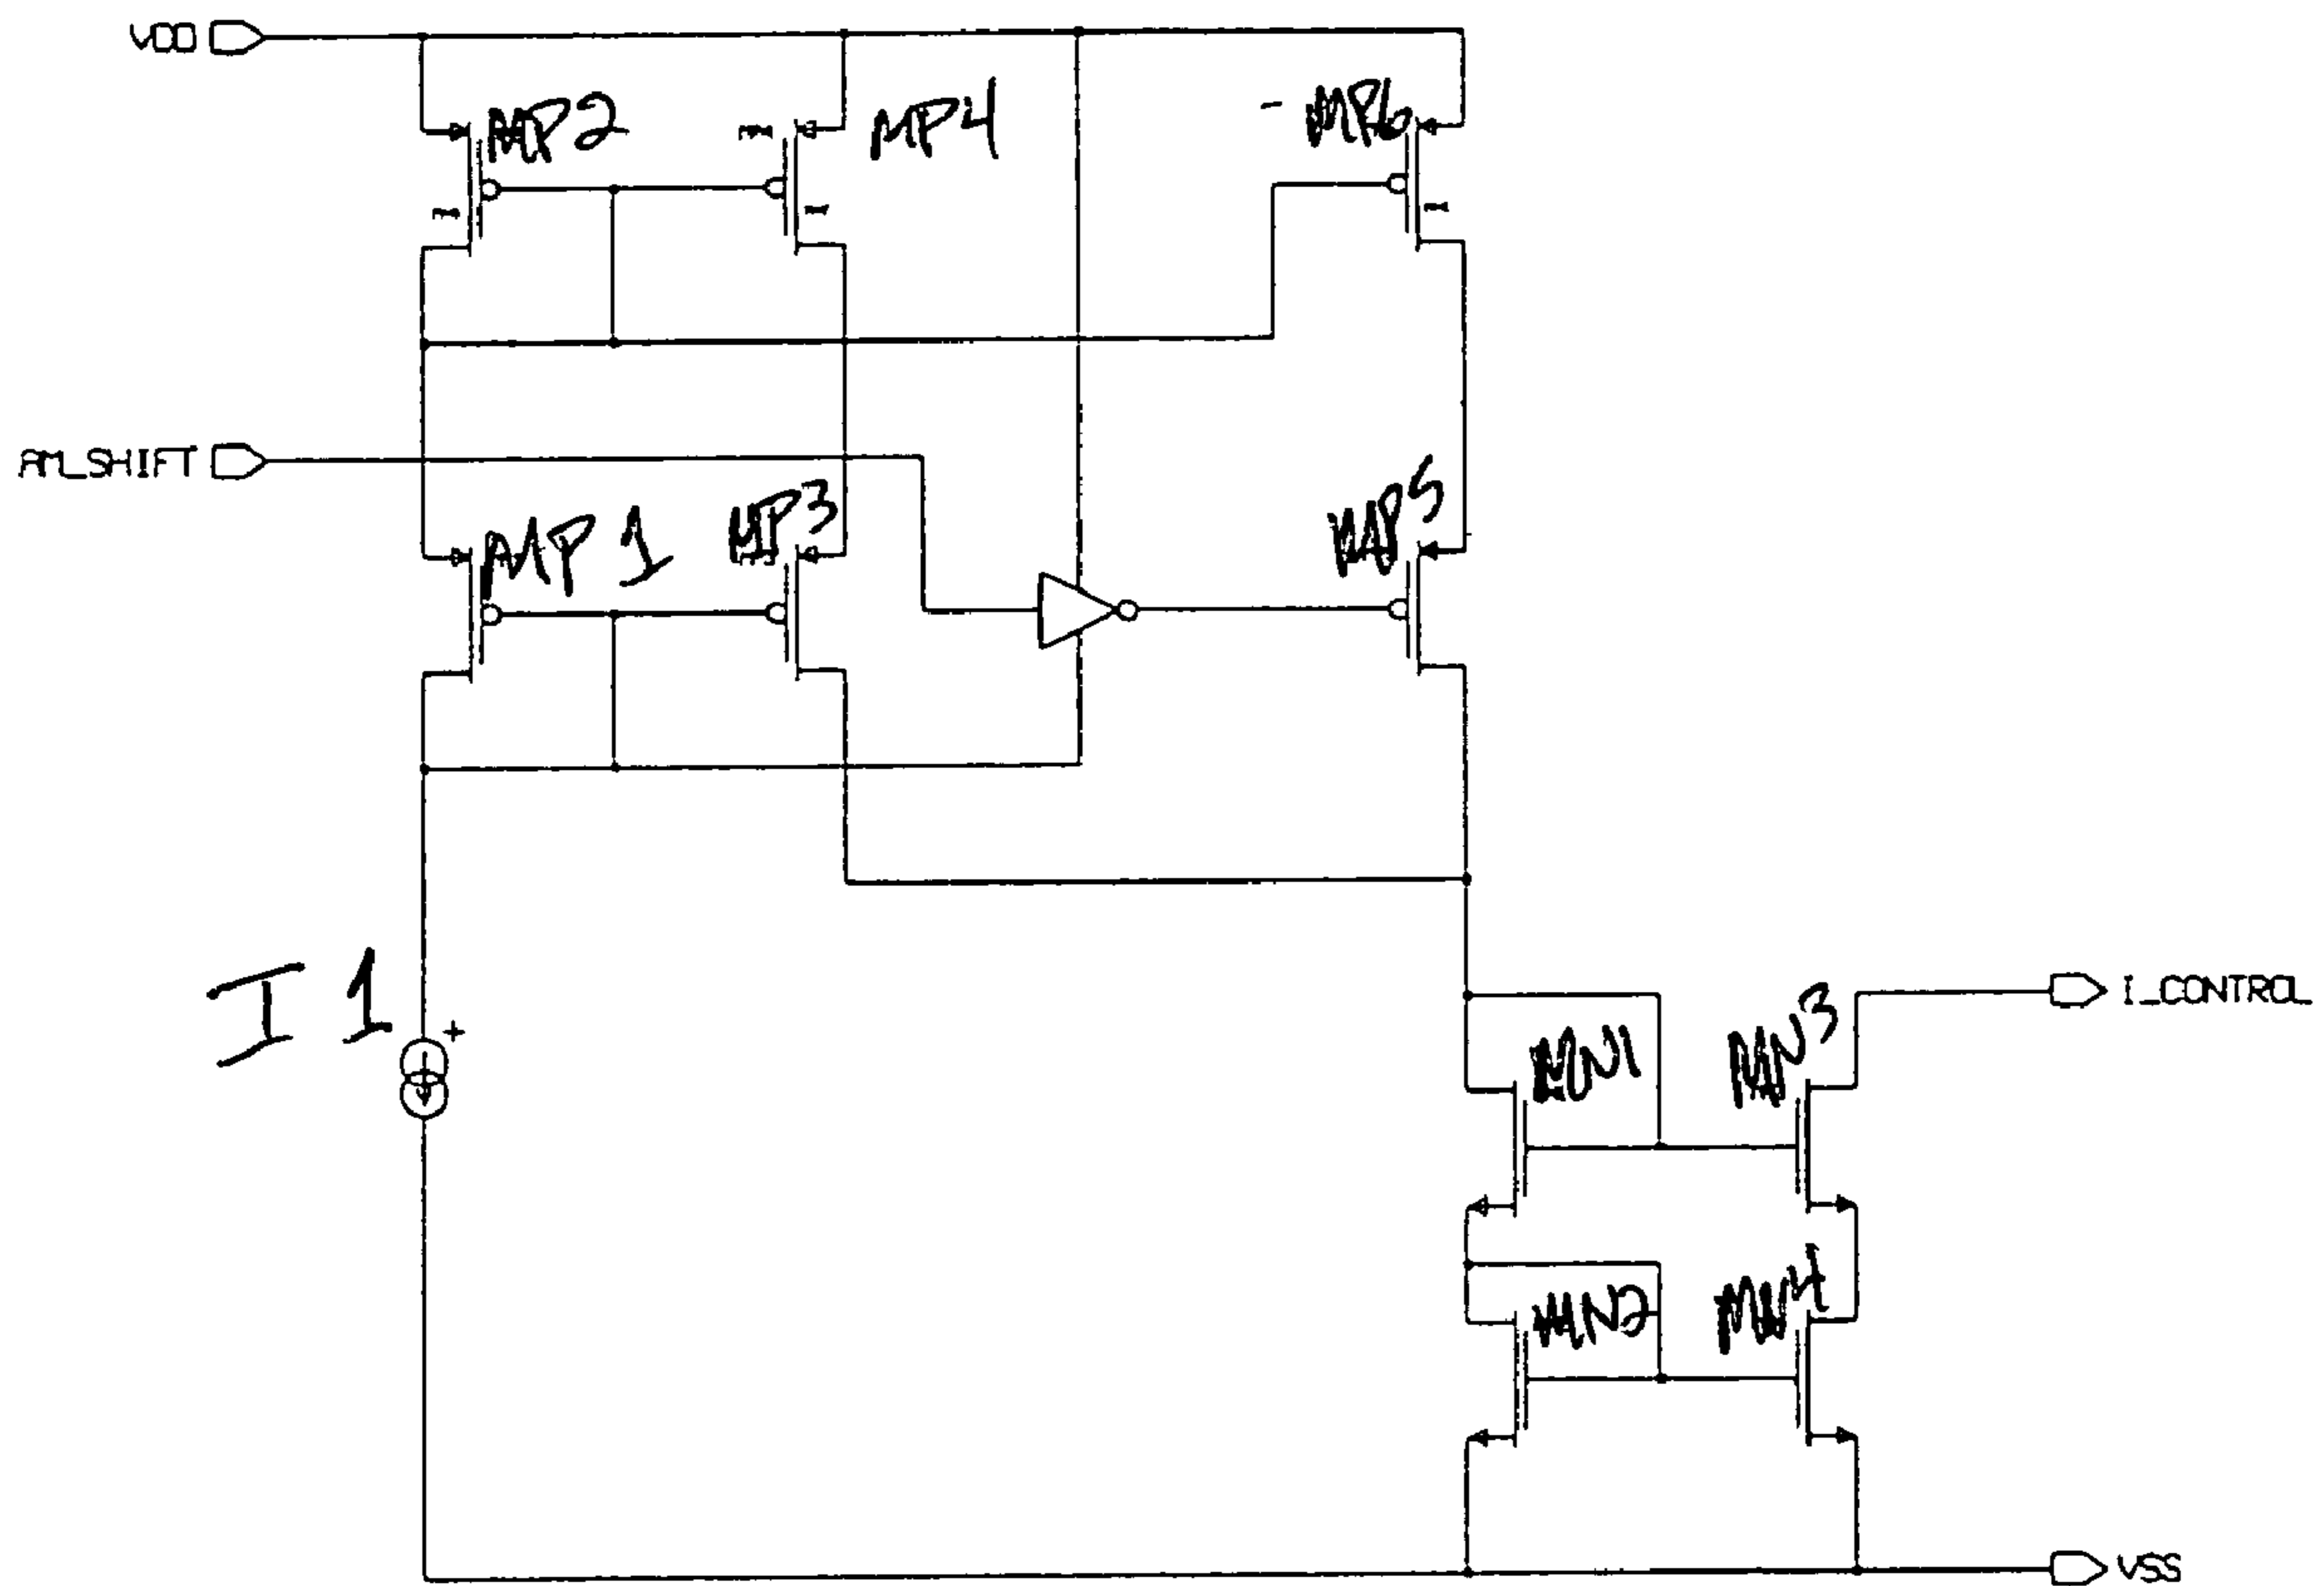 VDD
MP2
MP4
MP6
AM_SHIFT
MP1
MP3
MP5
I1
+
I_CONTROL
MN1
MN3
MN2
MN4
VSS